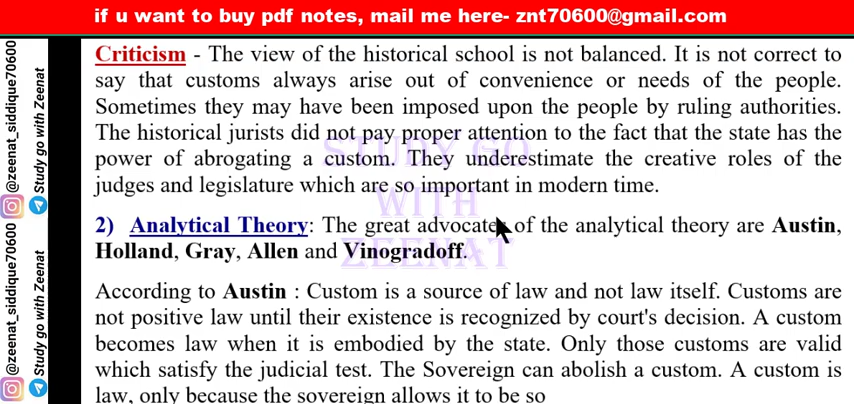 if u want to buy pdf notes, mail me here- znt70600@gmail.com
Criticism - The view of the historical school is not balanced. It is not correct to
say that customs always arise out of convenience or needs of the people.
Sometimes they may have been imposed upon the people by ruling authorities.
The historical jurists did not pay proper attention to the fact that the state has the
power of abrogating a custom. They underestimate the creative roles of the
judges and legislature which are so important in modern time.
2) Analytical Theory: The great advocates of the analytical theory are Austin,
Holland, Gray, Allen and Vinogradoff.
According to Austin : Custom is a source of law and not law itself. Customs are
not positive law until their existence is recognized by court's decision. A custom
becomes law when it is embodied by the state. Only those customs are valid
which satisfy the judicial test. The Sovereign can abolish a custom. A custom is
law, only because the sovereign allows it to be so
STUDY GO
WITH
ZEENAT
@zeenat_siddique70600
Study go with Zeenat
@zeenat_siddique70600
Study go with Zeenat